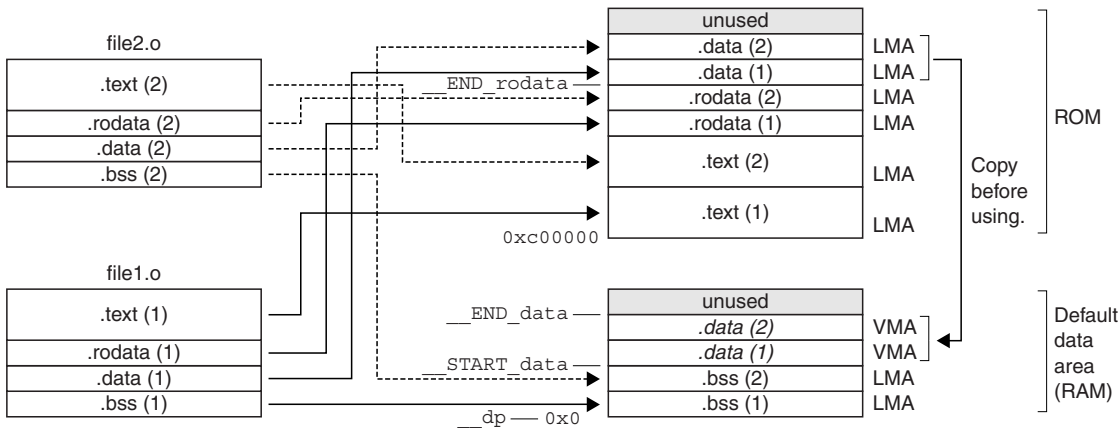 file2.o
.text (2)
.rodata (2)
.data (2)
.bss (2)
file1.o
.text (1)
.rodata (1)
.data (1)
.bss (1)
unused
.data (2) LMA
.data (1) LMA
__END_rodata
.rodata (2) LMA
.rodata (1) LMA
.text (2) LMA
.text (1) LMA
0xc00000
ROM
Copy
before
using.
unused
__END_data
.data (2) VMA
.data (1) VMA
__START_data
.bss (2) LMA
.bss (1) LMA
__dp 0x0
Default
data
area
(RAM)